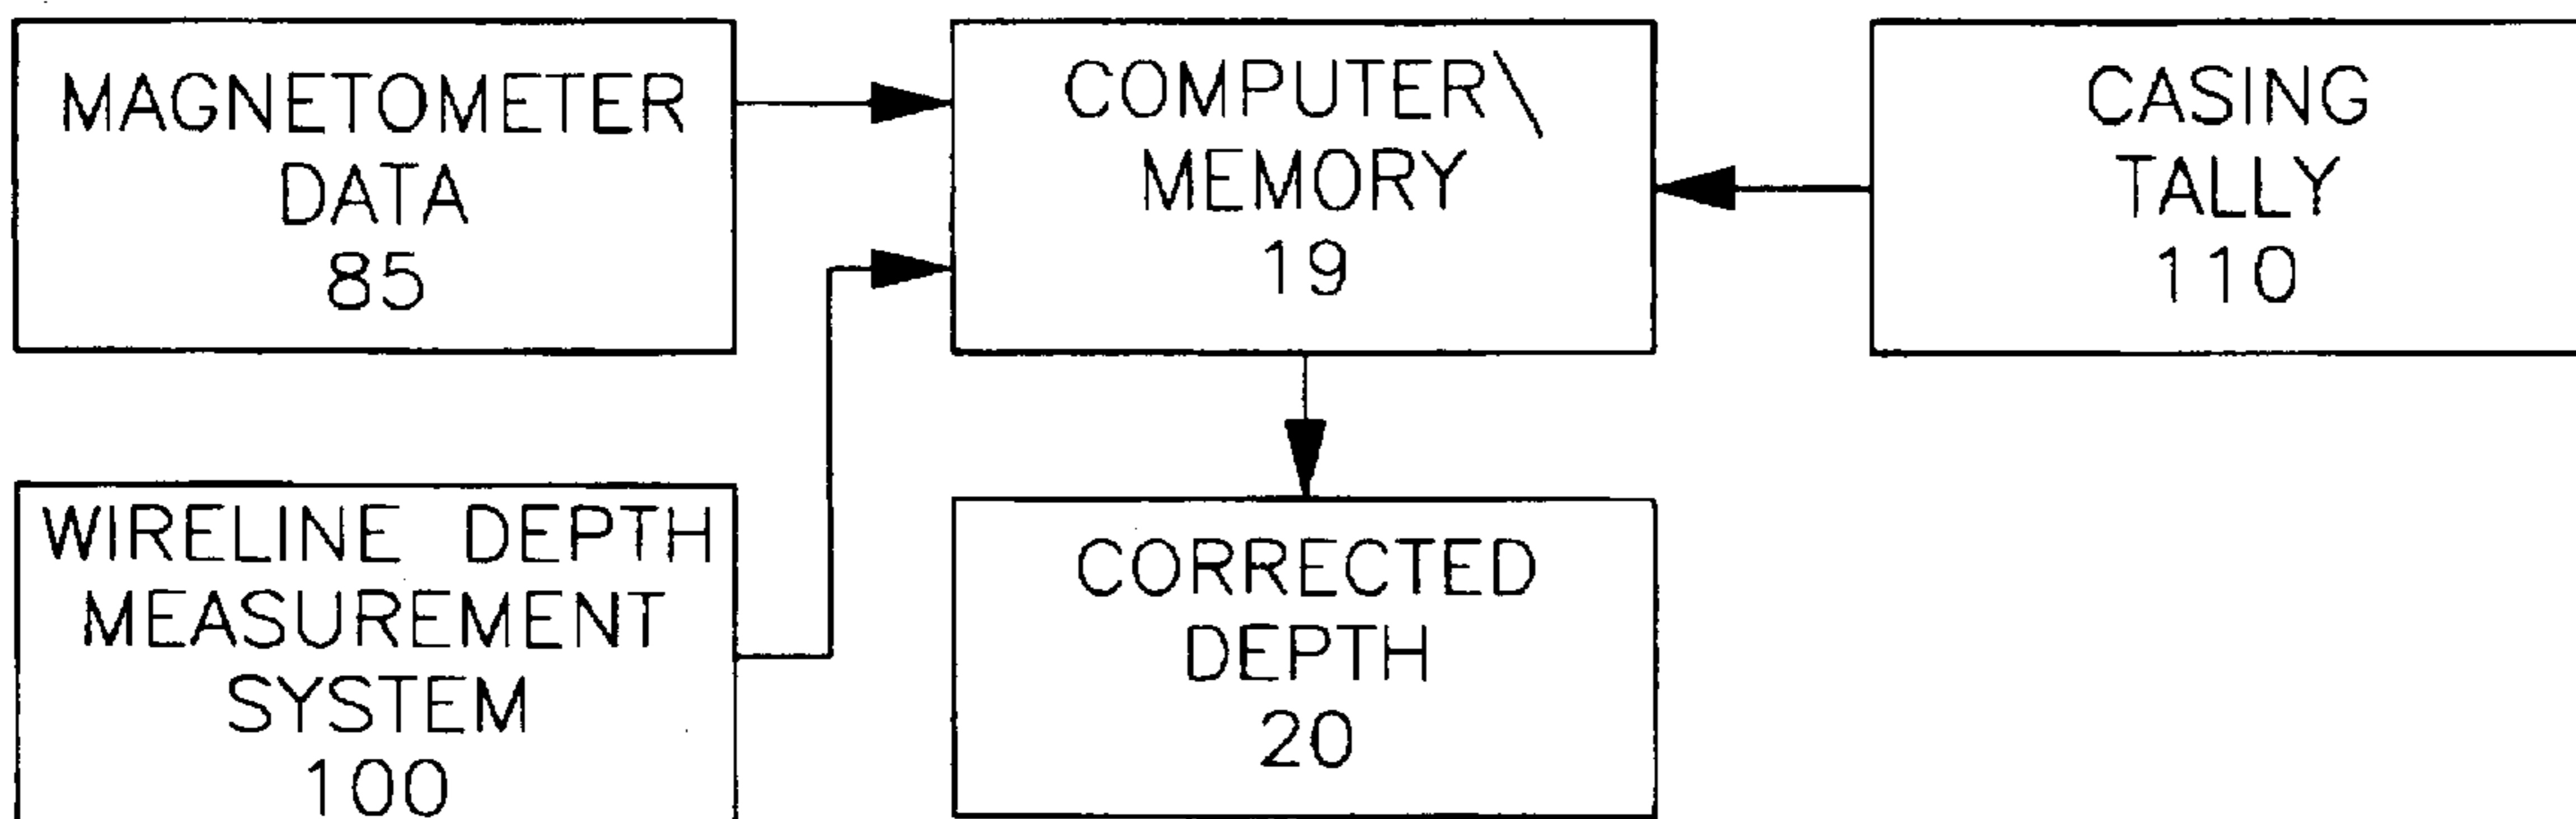 MAGNETOMETER
DATA
85
COMPUTER\
MEMORY
19
CASING
TALLY
110
WIRELINE DEPTH
MEASUREMENT
SYSTEM
100
CORRECTED
DEPTH
20